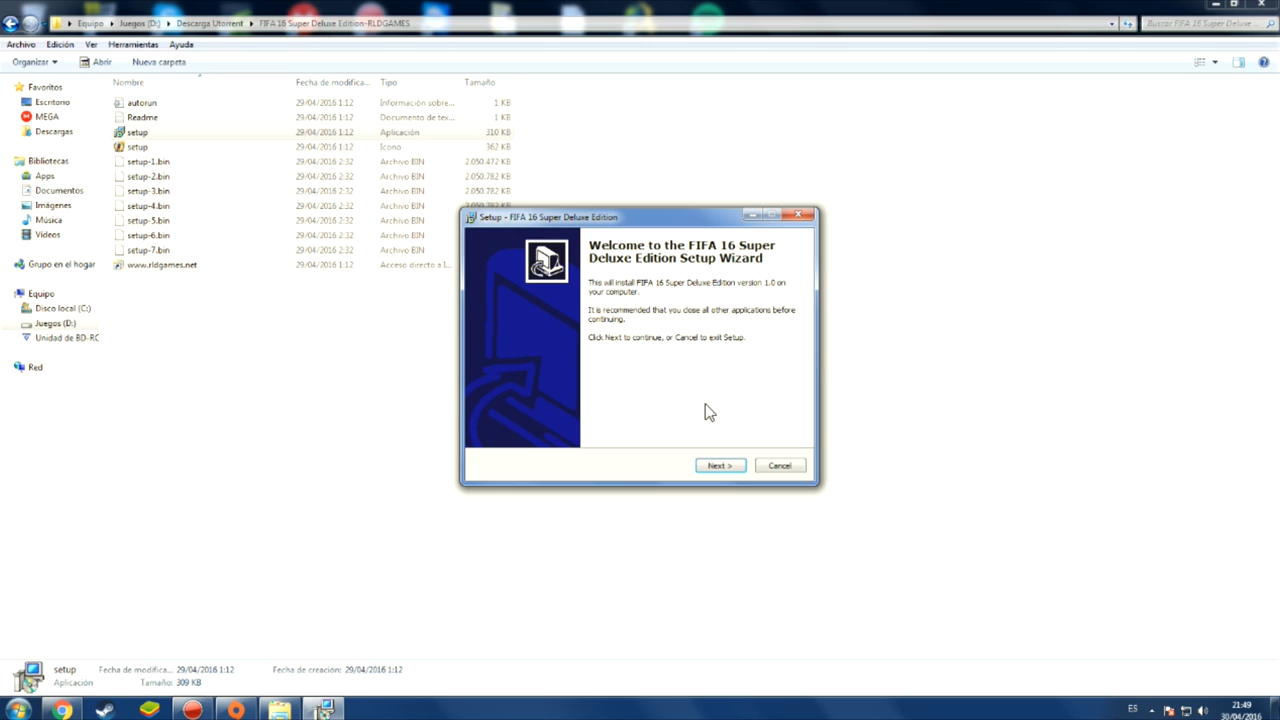 Equipo ▸ Juegos (D:) ▸ Descarga Utorrent ▸ FIFA 16 Super Deluxe Edition-RLDGAMES
Buscar FIFA 16 Super Deluxe ...
Archivo Edición Ver Herramientas Ayuda
Organizar Abrir Nueva carpeta
Nombre Fecha de modifica... Tipo Tamaño
Favoritos
Escritorio
MEGA
Descargas
Bibliotecas
Apps
Documentos
Imágenes
Música
Vídeos
Grupo en el hogar
Equipo
Disco local (C:)
Juegos (D:)
Unidad de BD-RC
Red
autorun 29/04/2016 1:12 Información sobre... 1 KB
Readme 29/04/2016 1:12 Documento de tex... 1 KB
setup 29/04/2016 1:12 Aplicación 310 KB
setup 29/04/2016 1:12 Icono 362 KB
setup-1.bin 29/04/2016 2:32 Archivo BIN 2.050.472 KB
setup-2.bin 29/04/2016 2:32 Archivo BIN 2.050.782 KB
setup-3.bin 29/04/2016 2:32 Archivo BIN 2.050.782 KB
setup-4.bin 29/04/2016 2:32 Archivo BIN 2.050.782 KB
setup-5.bin 29/04/2016 2:32 Archivo BIN
setup-6.bin 29/04/2016 2:32 Archivo BIN
setup-7.bin 29/04/2016 2:32 Archivo BIN
www.rldgames.net 29/04/2016 1:12 Acceso directo a I...
Setup - FIFA 16 Super Deluxe Edition
Welcome to the FIFA 16 Super
Deluxe Edition Setup Wizard
This will install FIFA 16 Super Deluxe Edition version 1.0 on
your computer.
It is recommended that you close all other applications before
continuing.
Click Next to continue, or Cancel to exit Setup.
Next > Cancel
setup Fecha de modifica... 29/04/2016 1:12 Fecha de creación: 29/04/2016 1:12
Aplicación Tamaño: 309 KB
ES
21:49
30/04/2016